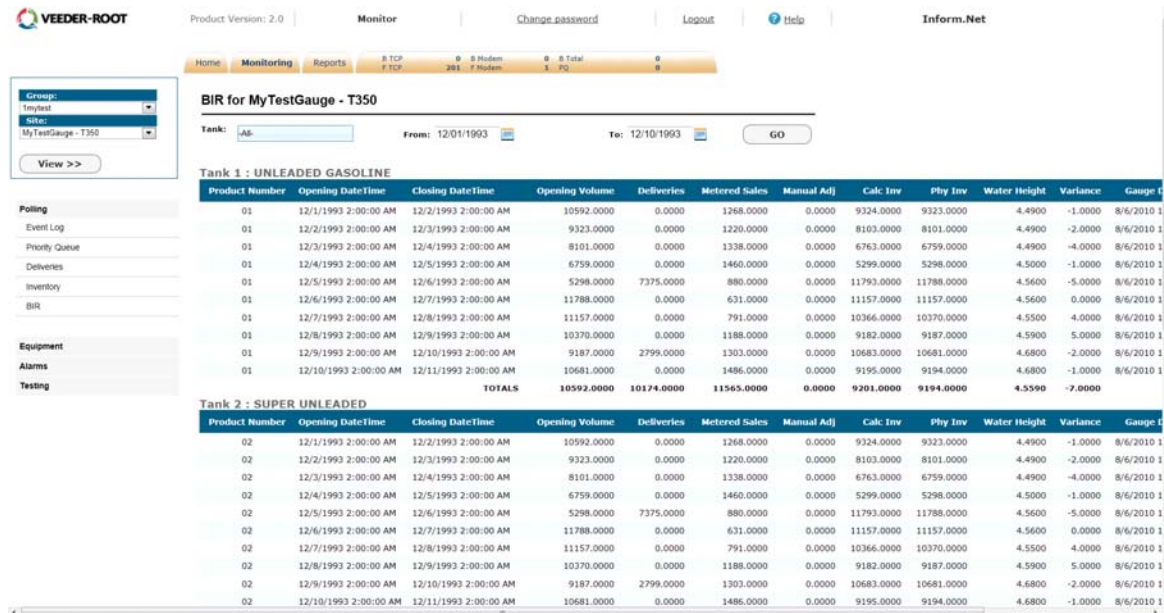 VEEDER-ROOT Product Version: 2.0 Monitor Change password Logout Help Inform.Net
Home Monitoring Reports B TCP 0 B Modem 0 B Total 0
F TCP 201 F Modem 1 PQ 0
Group:
1mytest
Site:
MyTestGauge - T350
View >>
Polling
Event Log
Priority Queue
Deliveries
Inventory
BIR
Equipment
Alarms
Testing
BIR for MyTestGauge - T350
Tank: -All- From: 12/01/1993 To: 12/10/1993 GO
Tank 1 : UNLEADED GASOLINE
Product Number Opening DateTime Closing DateTime Opening Volume Deliveries Metered Sales Manual Adj Calc Inv Phy Inv Water Height Variance Gauge D
01 12/1/1993 2:00:00 AM 12/2/1993 2:00:00 AM 10592.0000 0.0000 1268.0000 0.0000 9324.0000 9323.0000 4.4900 -1.0000 8/6/2010 1
01 12/2/1993 2:00:00 AM 12/3/1993 2:00:00 AM 9323.0000 0.0000 1220.0000 0.0000 8103.0000 8101.0000 4.4900 -2.0000 8/6/2010 1
01 12/3/1993 2:00:00 AM 12/4/1993 2:00:00 AM 8101.0000 0.0000 1338.0000 0.0000 6763.0000 6759.0000 4.4900 -4.0000 8/6/2010 1
01 12/4/1993 2:00:00 AM 12/5/1993 2:00:00 AM 6759.0000 0.0000 1460.0000 0.0000 5299.0000 5298.0000 4.5000 -1.0000 8/6/2010 1
01 12/5/1993 2:00:00 AM 12/6/1993 2:00:00 AM 5298.0000 7375.0000 880.0000 0.0000 11793.0000 11788.0000 4.5600 -5.0000 8/6/2010 1
01 12/6/1993 2:00:00 AM 12/7/1993 2:00:00 AM 11788.0000 0.0000 631.0000 0.0000 11157.0000 11157.0000 4.5600 0.0000 8/6/2010 1
01 12/7/1993 2:00:00 AM 12/8/1993 2:00:00 AM 11157.0000 0.0000 791.0000 0.0000 10366.0000 10370.0000 4.5500 4.0000 8/6/2010 1
01 12/8/1993 2:00:00 AM 12/9/1993 2:00:00 AM 10370.0000 0.0000 1188.0000 0.0000 9182.0000 9187.0000 4.5900 5.0000 8/6/2010 1
01 12/9/1993 2:00:00 AM 12/10/1993 2:00:00 AM 9187.0000 2799.0000 1303.0000 0.0000 10683.0000 10681.0000 4.6800 -2.0000 8/6/2010 1
01 12/10/1993 2:00:00 AM 12/11/1993 2:00:00 AM 10681.0000 0.0000 1486.0000 0.0000 9195.0000 9194.0000 4.6800 -1.0000 8/6/2010 1
TOTALS 10592.0000 10174.0000 11565.0000 0.0000 9201.0000 9194.0000 4.5590 -7.0000
Tank 2 : SUPER UNLEADED
Product Number Opening DateTime Closing DateTime Opening Volume Deliveries Metered Sales Manual Adj Calc Inv Phy Inv Water Height Variance Gauge D
02 12/1/1993 2:00:00 AM 12/2/1993 2:00:00 AM 10592.0000 0.0000 1268.0000 0.0000 9324.0000 9323.0000 4.4900 -1.0000 8/6/2010 1
02 12/2/1993 2:00:00 AM 12/3/1993 2:00:00 AM 9323.0000 0.0000 1220.0000 0.0000 8103.0000 8101.0000 4.4900 -2.0000 8/6/2010 1
02 12/3/1993 2:00:00 AM 12/4/1993 2:00:00 AM 8101.0000 0.0000 1338.0000 0.0000 6763.0000 6759.0000 4.4900 -4.0000 8/6/2010 1
02 12/4/1993 2:00:00 AM 12/5/1993 2:00:00 AM 6759.0000 0.0000 1460.0000 0.0000 5299.0000 5298.0000 4.5000 -1.0000 8/6/2010 1
02 12/5/1993 2:00:00 AM 12/6/1993 2:00:00 AM 5298.0000 7375.0000 880.0000 0.0000 11793.0000 11788.0000 4.5600 -5.0000 8/6/2010 1
02 12/6/1993 2:00:00 AM 12/7/1993 2:00:00 AM 11788.0000 0.0000 631.0000 0.0000 11157.0000 11157.0000 4.5600 0.0000 8/6/2010 1
02 12/7/1993 2:00:00 AM 12/8/1993 2:00:00 AM 11157.0000 0.0000 791.0000 0.0000 10366.0000 10370.0000 4.5500 4.0000 8/6/2010 1
02 12/8/1993 2:00:00 AM 12/9/1993 2:00:00 AM 10370.0000 0.0000 1188.0000 0.0000 9182.0000 9187.0000 4.5900 5.0000 8/6/2010 1
02 12/9/1993 2:00:00 AM 12/10/1993 2:00:00 AM 9187.0000 2799.0000 1303.0000 0.0000 10683.0000 10681.0000 4.6800 -2.0000 8/6/2010 1
02 12/10/1993 2:00:00 AM 12/11/1993 2:00:00 AM 10681.0000 0.0000 1486.0000 0.0000 9195.0000 9194.0000 4.6800 -1.0000 8/6/2010 1